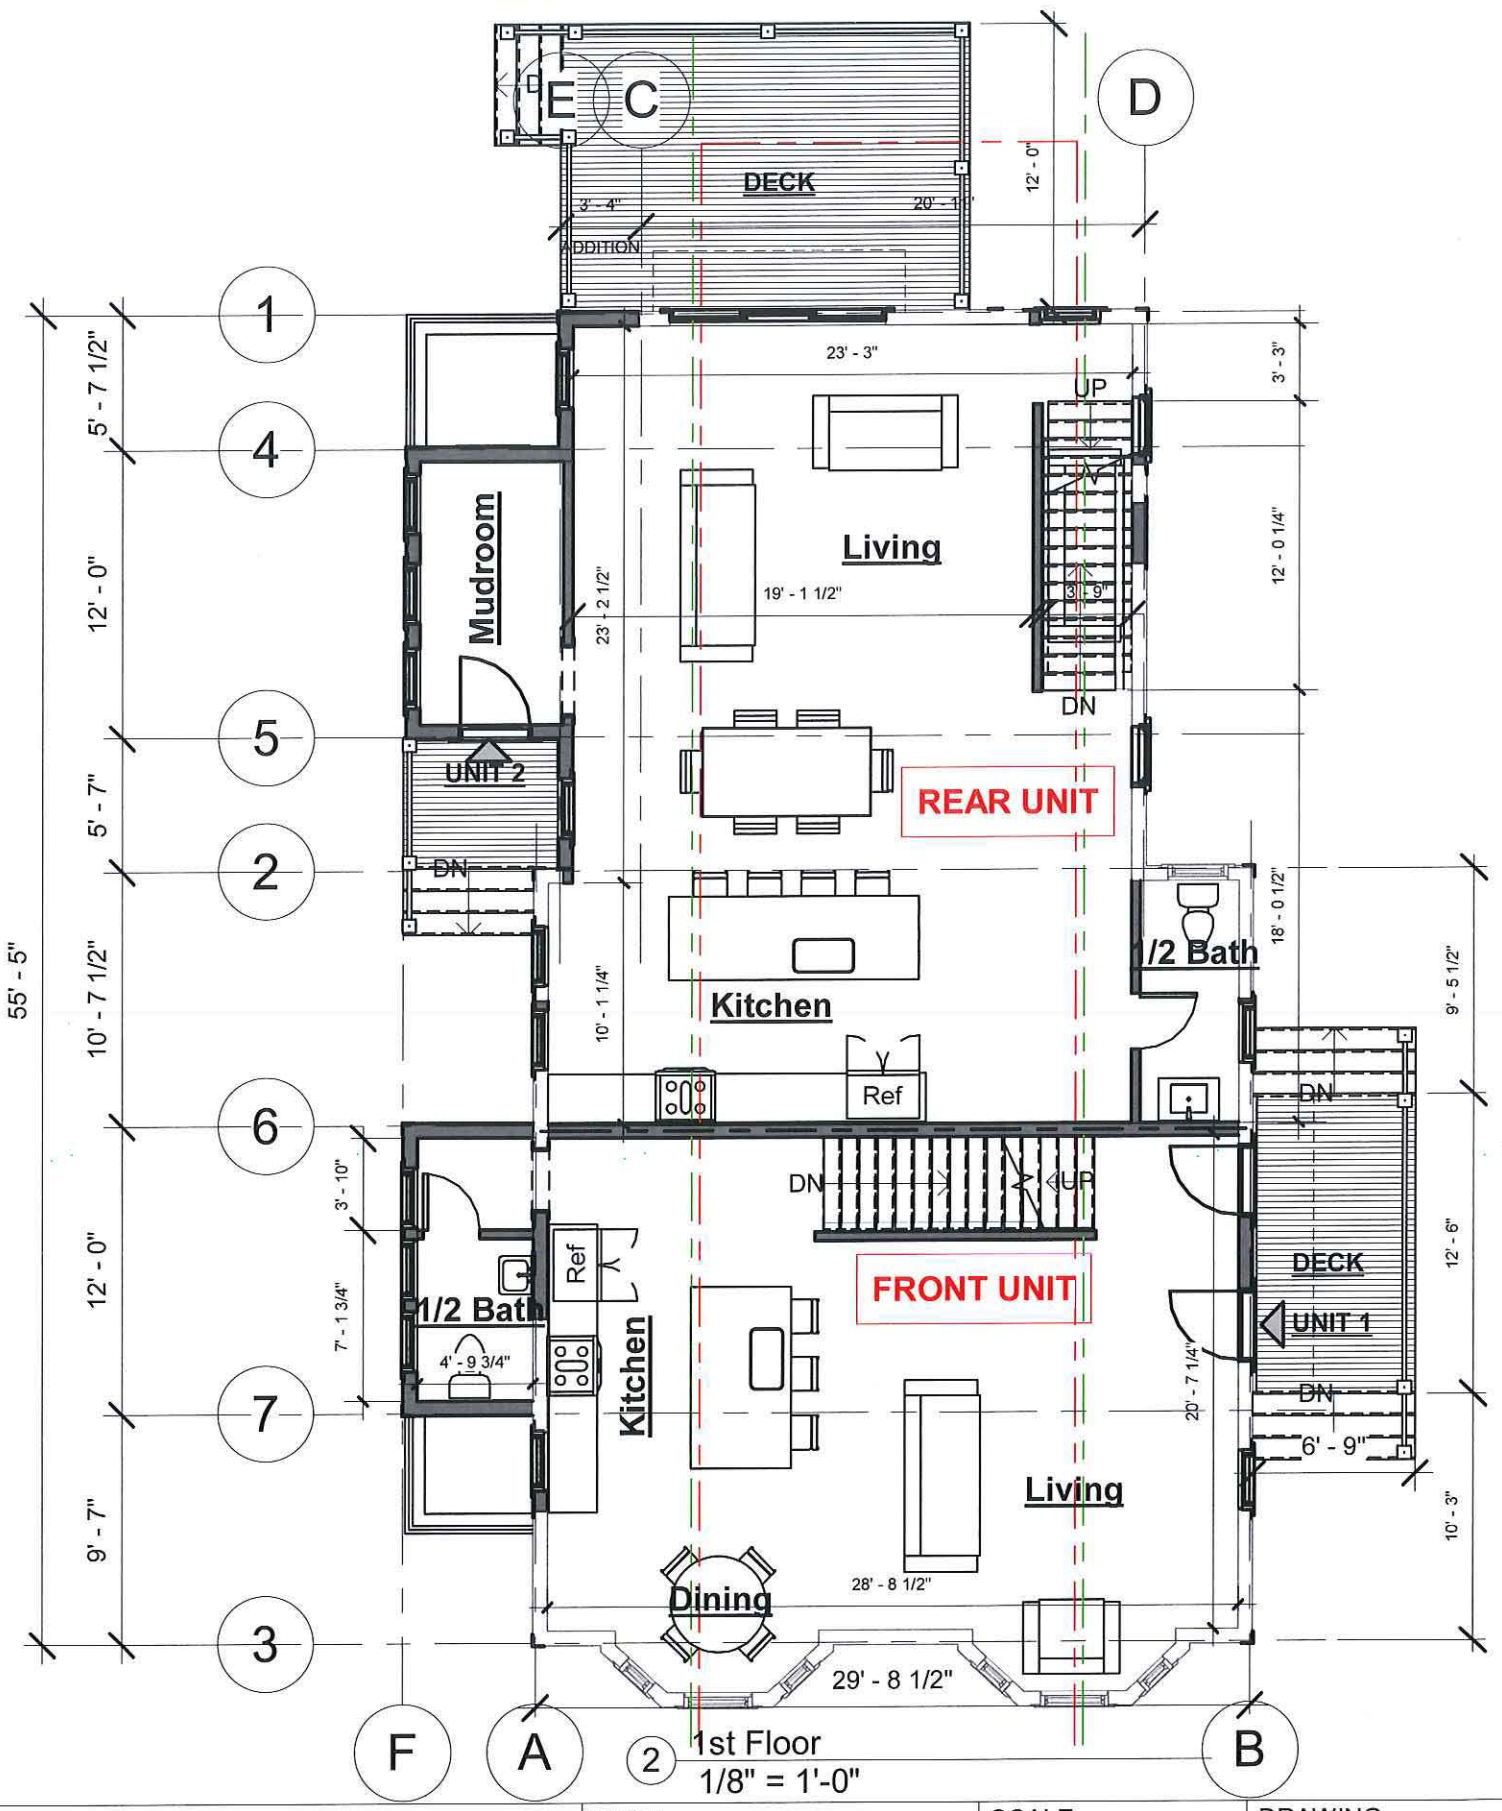 D
E
C
D
12' - 0"
DECK
3' - 4"
ADDITION
1
23' - 3"
3' - 3"
5' - 7 1/2"
UP
4
Mudroom
Living
12' - 0 1/4"
12' - 0"
23' - 2 1/2"
19' - 1 1/2"
3' - 9"
DN
5
UNIT 2
REAR UNIT
5' - 7"
DN
2
18' - 0 1/2"
1/2 Bath
55' - 5"
10' - 7 1/2"
10' - 1 1/4"
Kitchen
9' - 5 1/2"
Ref
DN
6
3' - 10"
DN
UP
Ref
12' - 6"
DECK
12' - 0"
FRONT UNIT
1/2 Bath
7' - 1 3/4"
UNIT 1
4' - 9 3/4"
Kitchen
20' - 7 1/4"
DN
7
6' - 9"
Living
10' - 3"
9' - 7"
28' - 8 1/2"
Dining
3
29' - 8 1/2"
F
A
2
1st Floor
B
1/8" = 1'-0"
SCALE
DRAWING